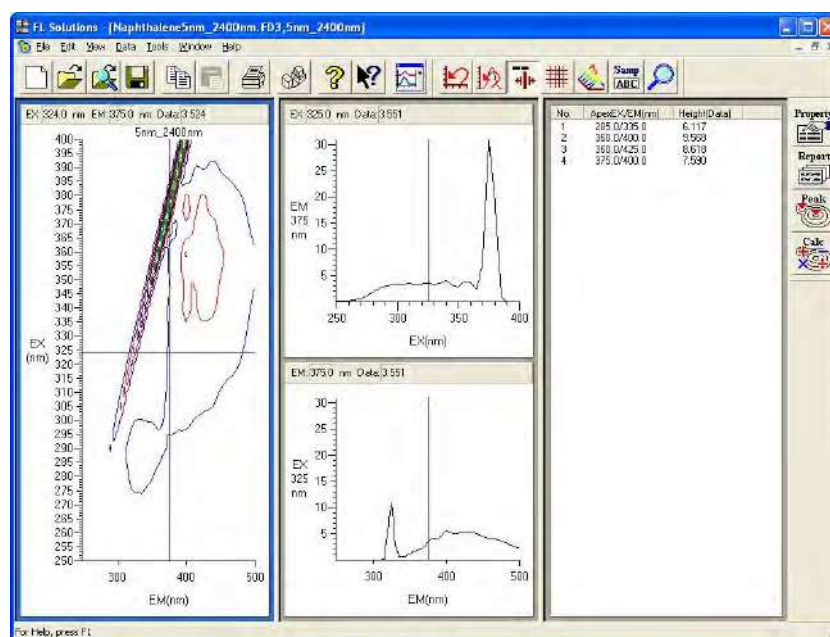 FL Solutions - [Naphthalene5nm_2400nm.FD3,5nm_2400nm]
File Edit View Data Tools Window Help
Samp
ABC
EX: 324.0 nm EM: 375.0 nm Data: 3.524
5nm_2400nm
400
395
390
385
380
375
370
365
360
355
350
345
340
335
330
325
320
315
310
305
300
295
290
285
280
275
270
265
260
255
250
EX
(nm)
300 400 500
EM(nm)
EX: 325.0 nm Data: 3.551
30
25
20
15
10
5
EM
375
nm
250 300 350 400
EX(nm)
EM: 375.0 nm Data: 3.551
30
25
20
15
10
5
EX
325
nm
300 400 500
EM(nm)
No. ApexEX/EM(nm) Height(Data)
1 285.0/335.0 6.117
2 360.0/400.0 9.568
3 360.0/425.0 8.618
4 375.0/400.0 7.590
Property
Report
Peak
Calc
For Help, press F1